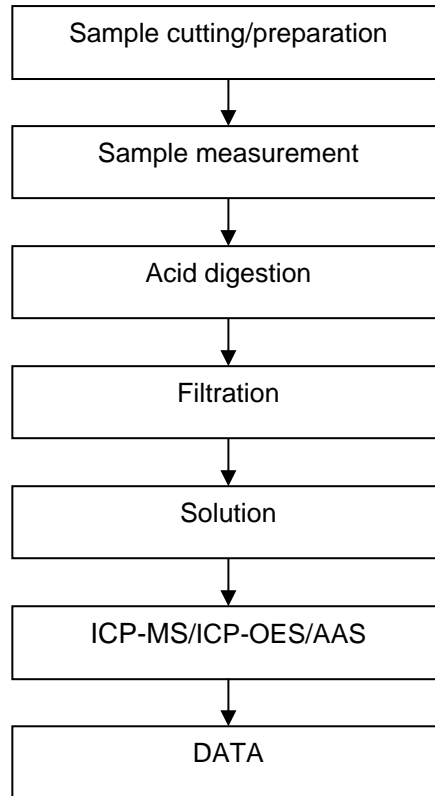 Sample cutting/preparation
Sample measurement
Acid digestion
Filtration
Solution
ICP-MS/ICP-OES/AAS
DATA